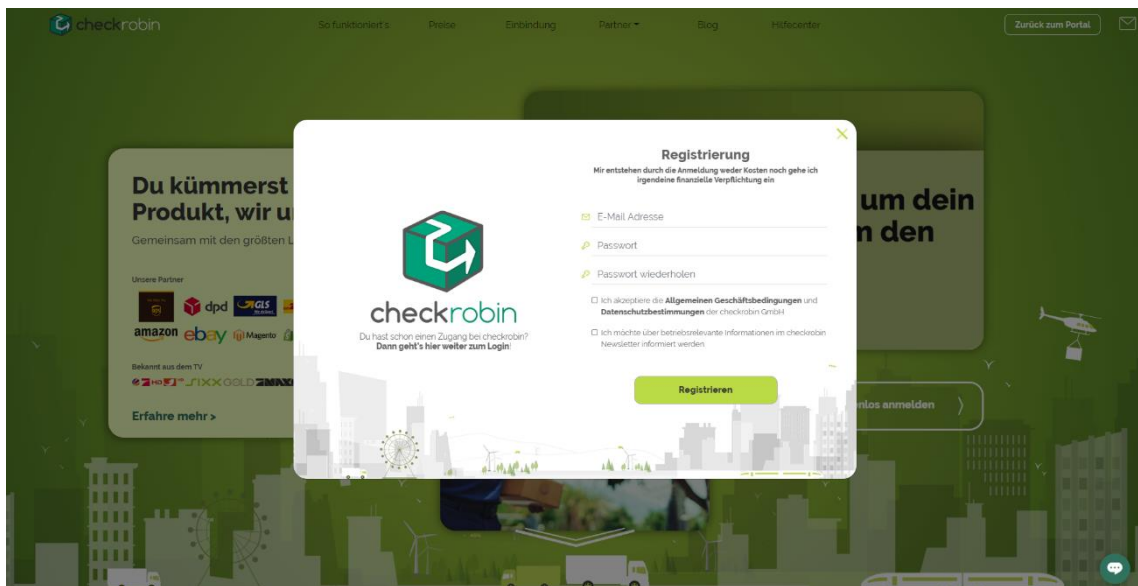 checkrobin
So funktioniert's Preise Einbindung Partner Blog Hilfecenter
Zurück zum Portal
Du kümmerst
Produkt, wir
Gemeinsam mit den größten
Unsere Partner
dpd GLS
amazon ebay Magento
Bekannt aus dem TV
sixx GOLD
Erfahre mehr >
um dein
den
anmelden
checkrobin
Du hast schon einen Zugang bei checkrobin?
Dann geht's hier weiter zum Login!
Registrierung
Mir entstehen durch die Anmeldung weder Kosten noch gehe ich
irgendeine finanzielle Verpflichtung ein
E-Mail Adresse
Passwort
Passwort wiederholen
Ich akzeptiere die Allgemeinen Geschäftsbedingungen und
Datenschutzbestimmungen der checkrobin GmbH
Ich möchte über betriebsrelevante Informationen im checkrobin
Newsletter informiert werden
Registrieren